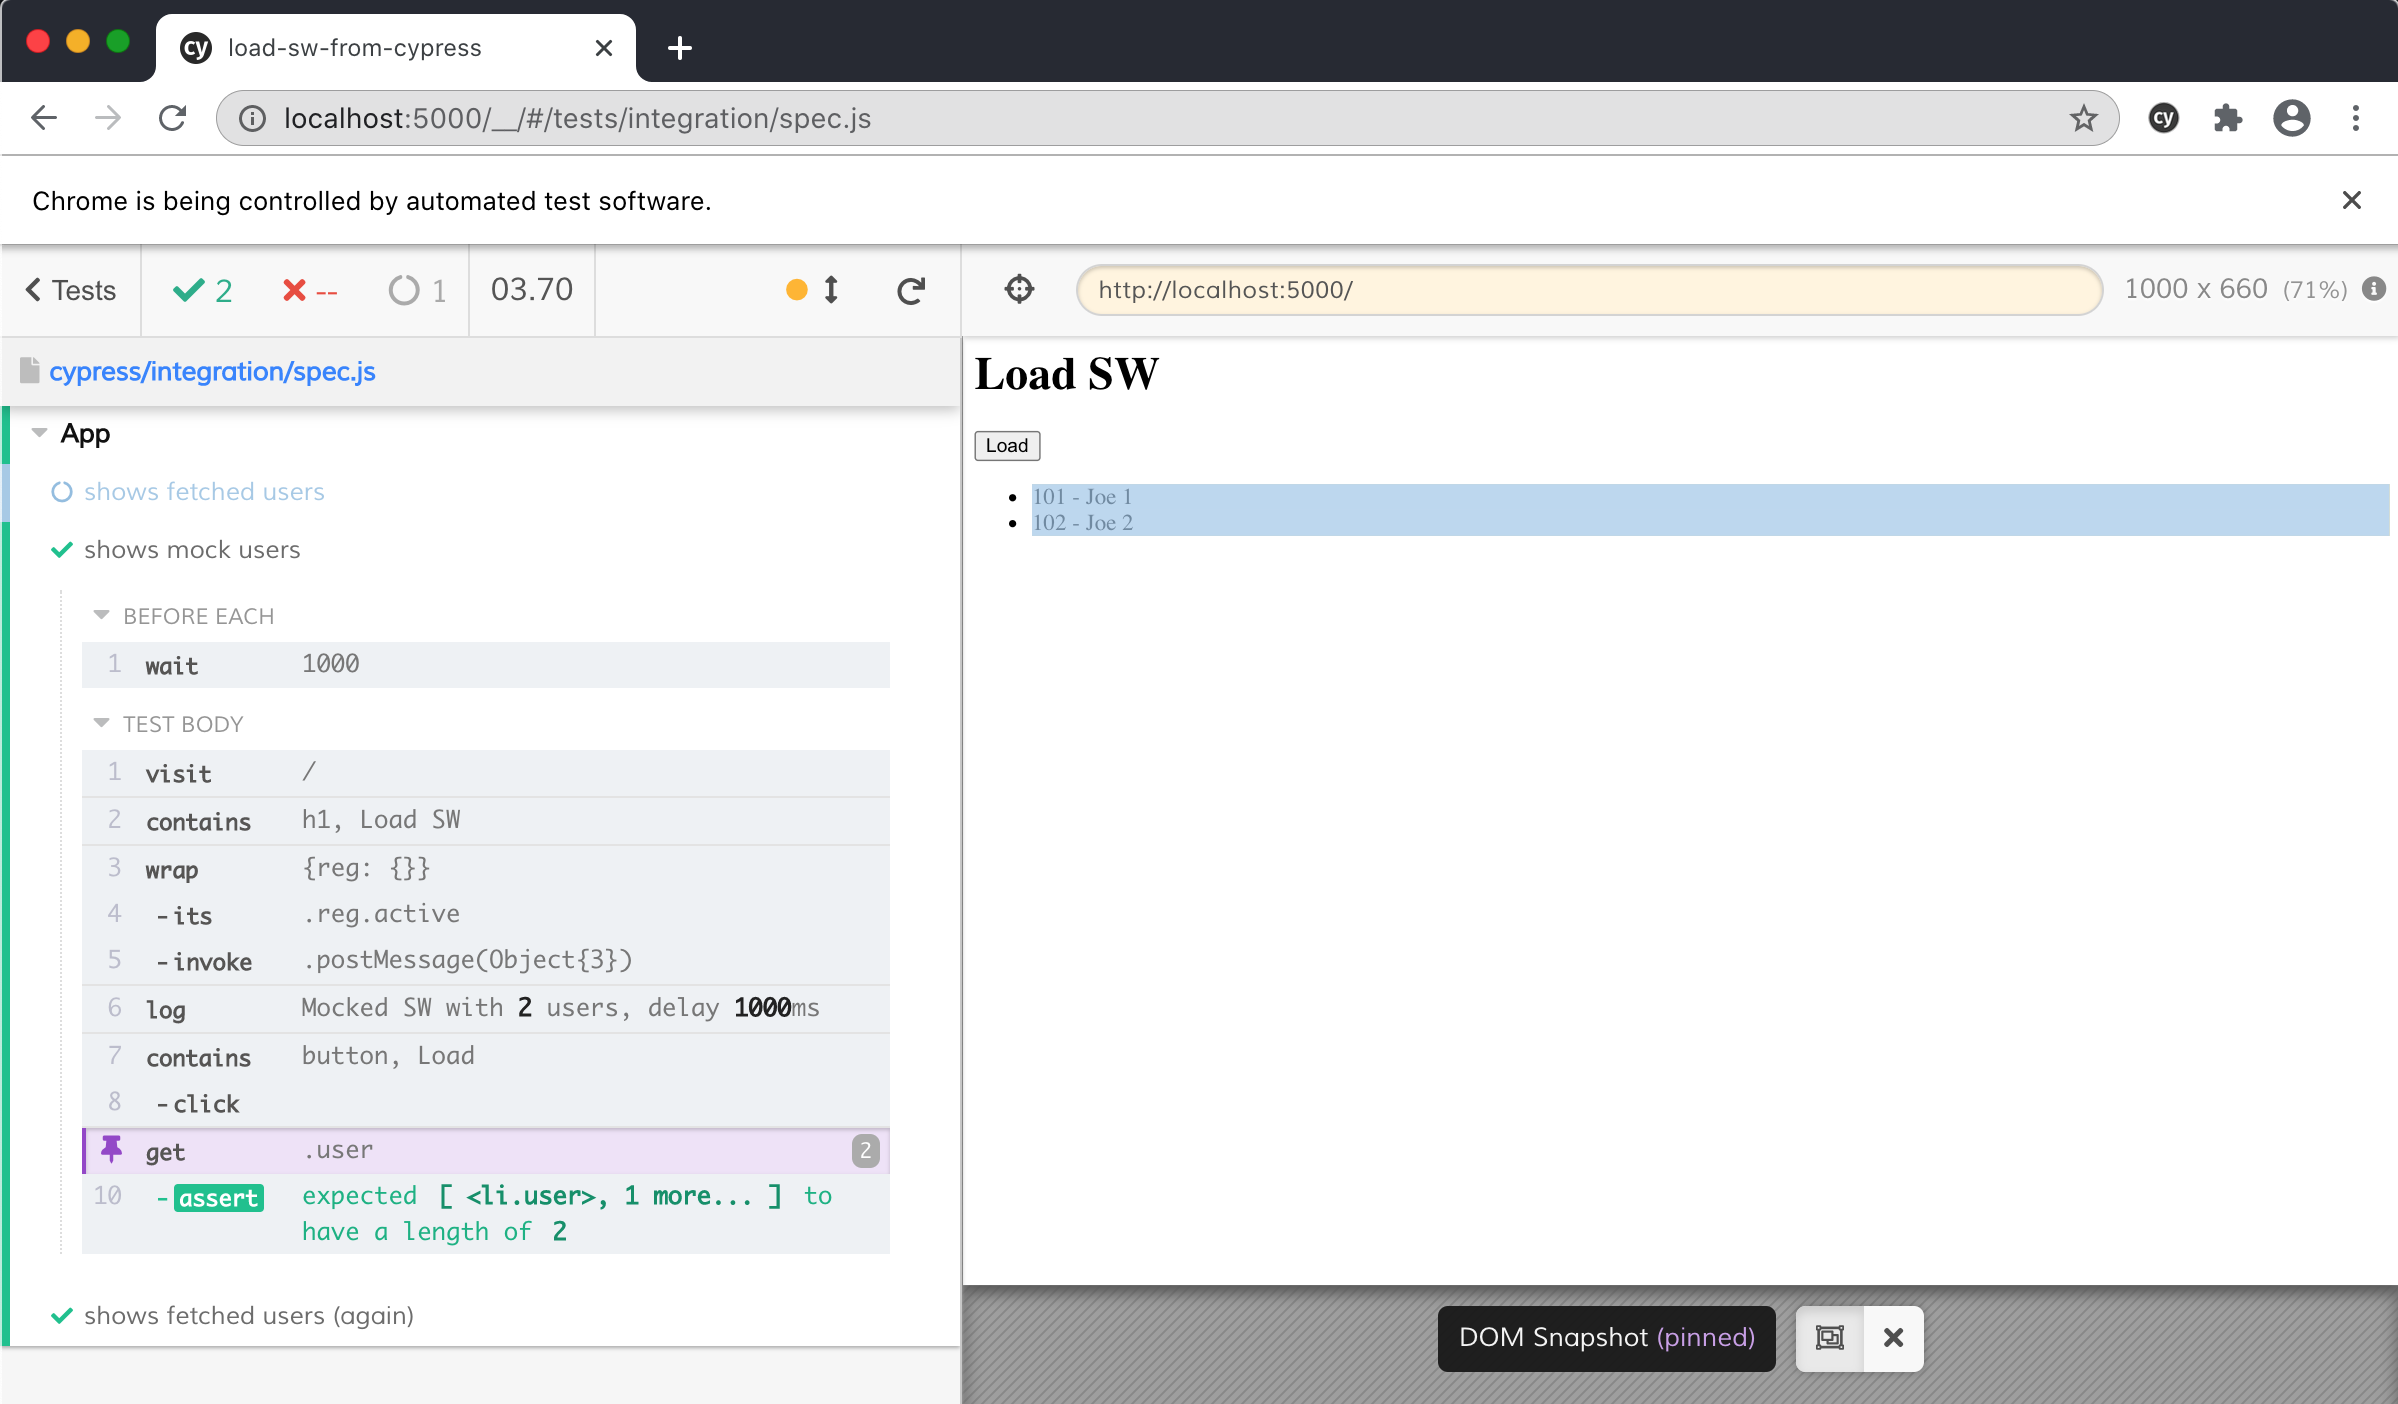 cy load-sw-from-cypress
localhost:5000/__/#/tests/integration/spec.js
cy
Chrome is being controlled by automated test software.
Tests 2 -- 1 03.70
http://localhost:5000/ 1000 x 660 (71%)
cypress/integration/spec.js
App
shows fetched users
shows mock users
BEFORE EACH
1 wait 1000
TEST BODY
1 visit /
2 contains h1, Load SW
3 wrap {reg: {}}
4 -its .reg.active
5 -invoke .postMessage(Object{3})
6 log Mocked SW with 2 users, delay 1000ms
7 contains button, Load
8 -click
get .user 2
10 -assert expected [ <li.user>, 1 more... ] to
have a length of 2
shows fetched users (again)
Load SW
Load
101 - Joe 1
102 - Joe 2
DOM Snapshot (pinned)